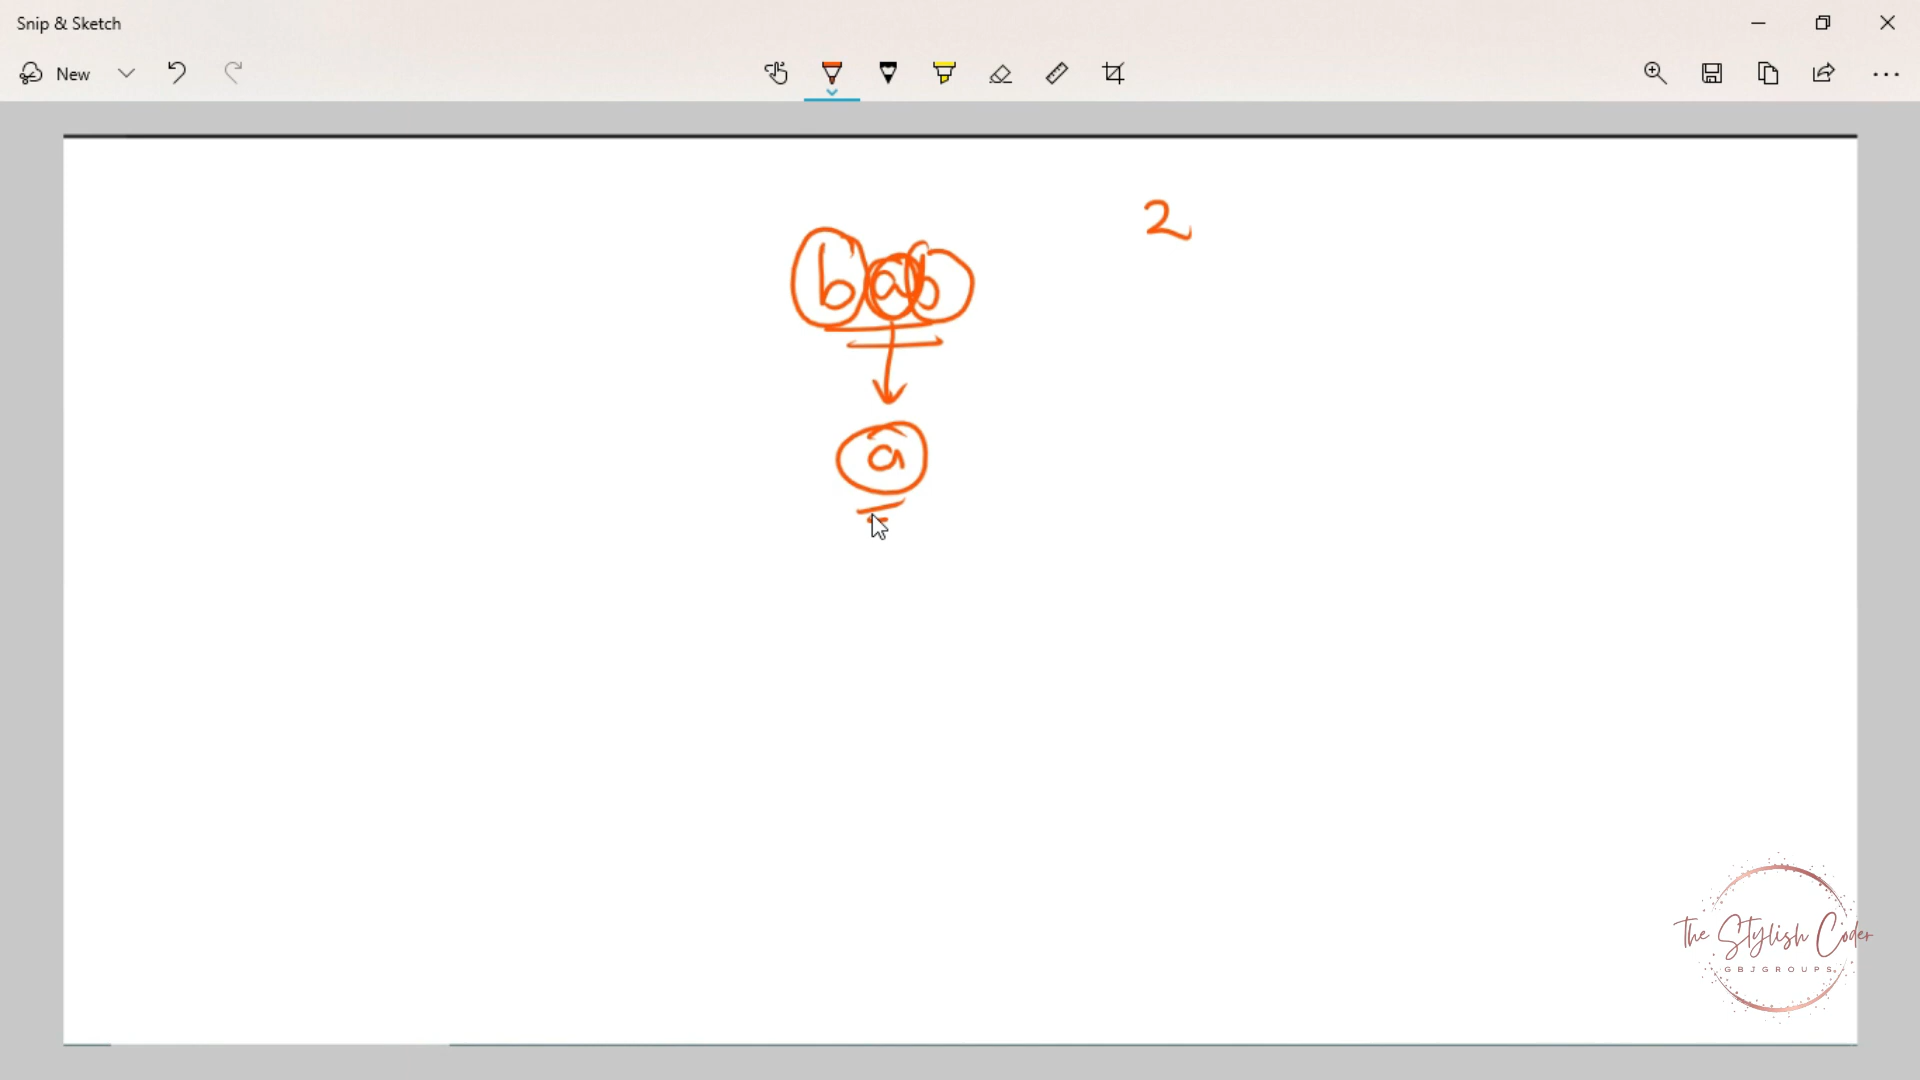 Snip & Sketch
New
2
bab
a
The Stylish Coder
GBJGROUPS